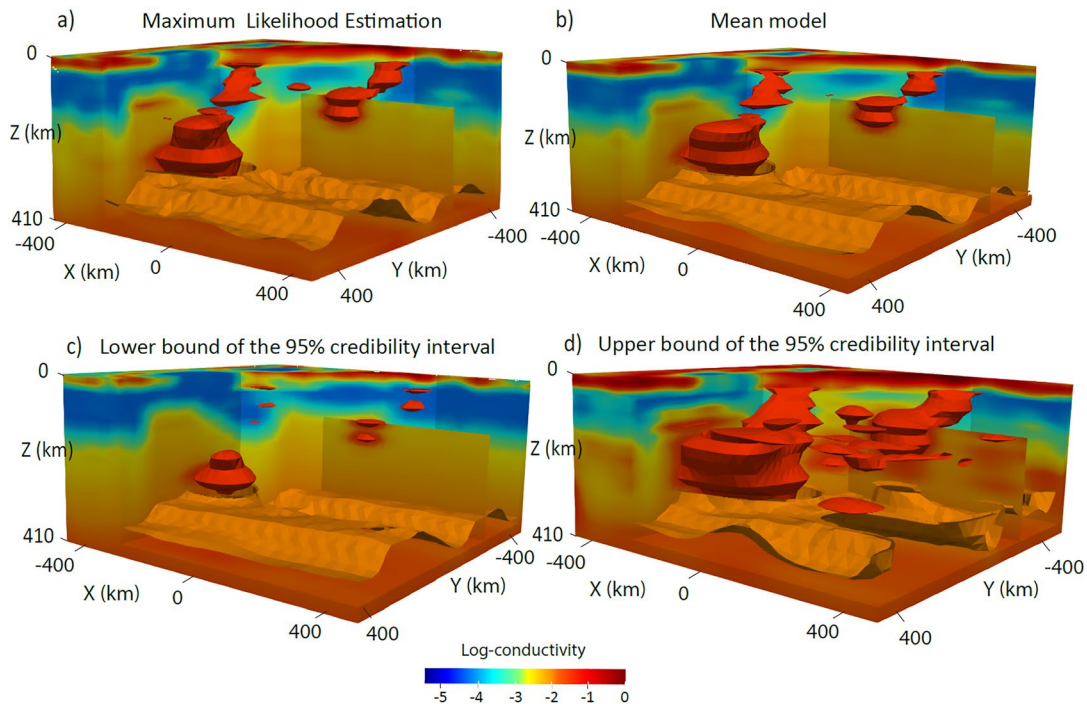 a) Maximum Likelihood Estimation
b) Mean model
0
Z (km)
410
-400
X (km)
0
400
400
Y (km)
-400
0
Z (km)
410
-400
X (km)
0
400
400
Y (km)
-400
c) Lower bound of the 95% credibility interval
d) Upper bound of the 95% credibility interval
0
Z (km)
410
-400
X (km)
0
400
400
Y (km)
-400
0
Z (km)
410
-400
X (km)
0
400
400
Y (km)
-400
Log-conductivity
-5 -4 -3 -2 -1 0